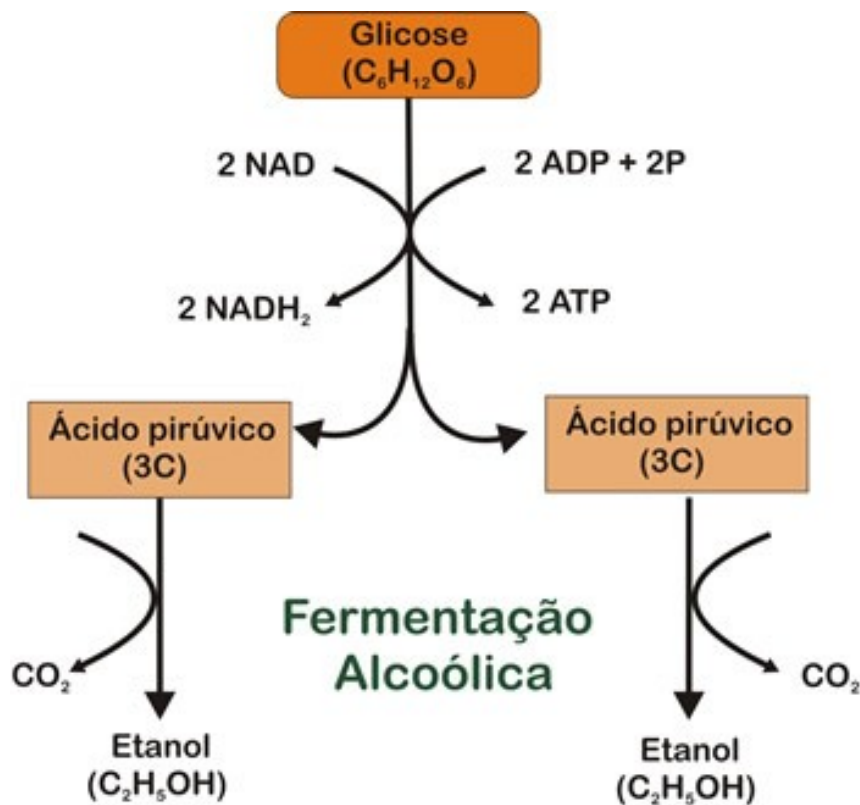 Glicose
(C₆H₁₂O₆)
2 NAD
2 ADP + 2P
2 NADH₂
2 ATP
Ácido pirúvico
(3C)
Ácido pirúvico
(3C)
Fermentação
Alcoólica
CO₂
CO₂
Etanol
(C₂H₅OH)
Etanol
(C₂H₅OH)